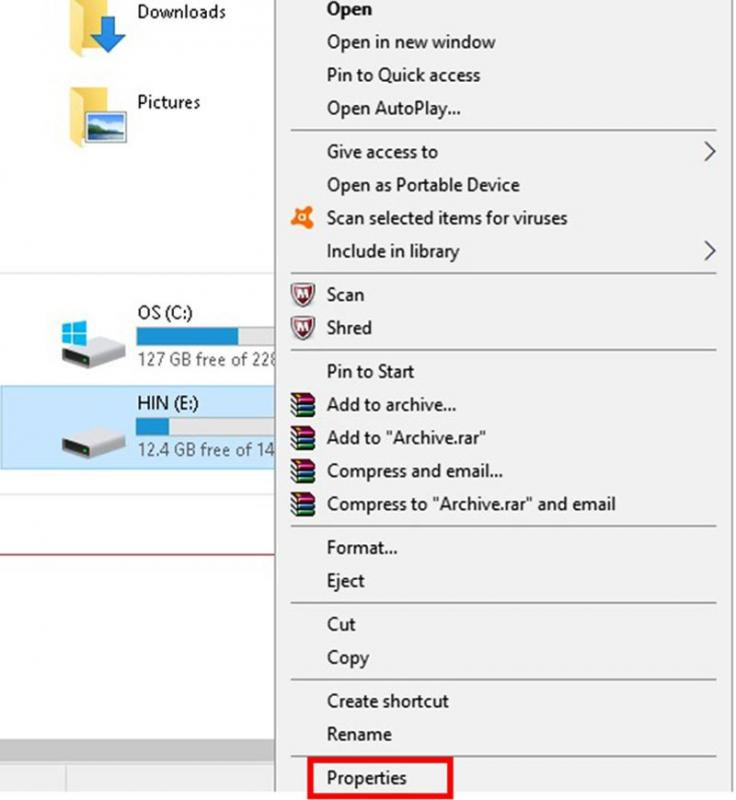 Downloads
Pictures
OS (C:)
127 GB free of 228
HIN (E:)
12.4 GB free of 14
Open
Open in new window
Pin to Quick access
Open AutoPlay...
Give access to
Open as Portable Device
Scan selected items for viruses
Include in library
Scan
Shred
Pin to Start
Add to archive...
Add to "Archive.rar"
Compress and email...
Compress to "Archive.rar" and email
Format...
Eject
Cut
Copy
Create shortcut
Rename
Properties